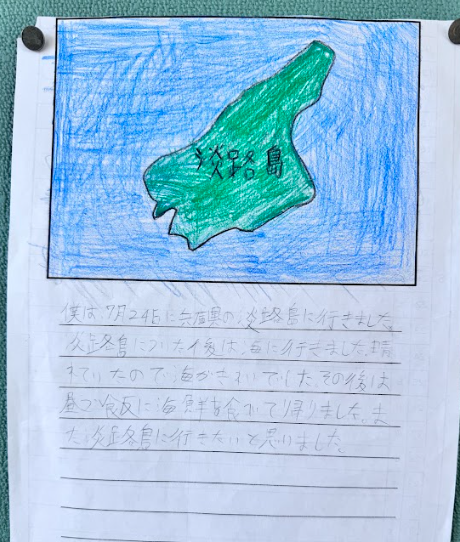 淡路島
僕は、7月24日に兵庫県の淡路島に行きました。
淡路島についた後は、海に行きました。晴
れていたので海がきれいでした。その後は
昼ご飯に海鮮を食べて帰りました。ま
た淡路島に行きたいと思いました。